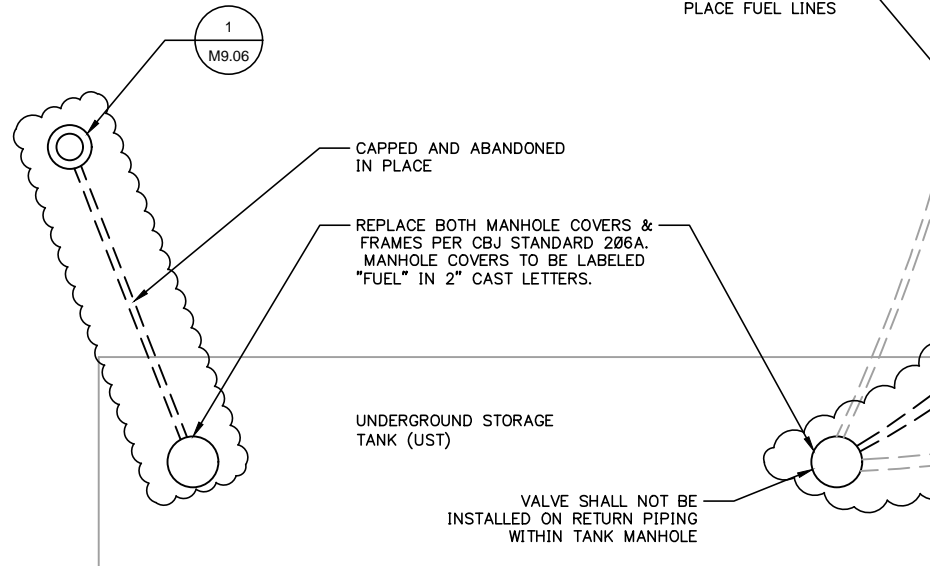 PLACE FUEL LINES
1
M9.06
CAPPED AND ABANDONED
IN PLACE
REPLACE BOTH MANHOLE COVERS &
FRAMES PER CBJ STANDARD 206A.
MANHOLE COVERS TO BE LABELED
"FUEL" IN 2" CAST LETTERS.
UNDERGROUND STORAGE
TANK (UST)
VALVE SHALL NOT BE
INSTALLED ON RETURN PIPING
WITHIN TANK MANHOLE